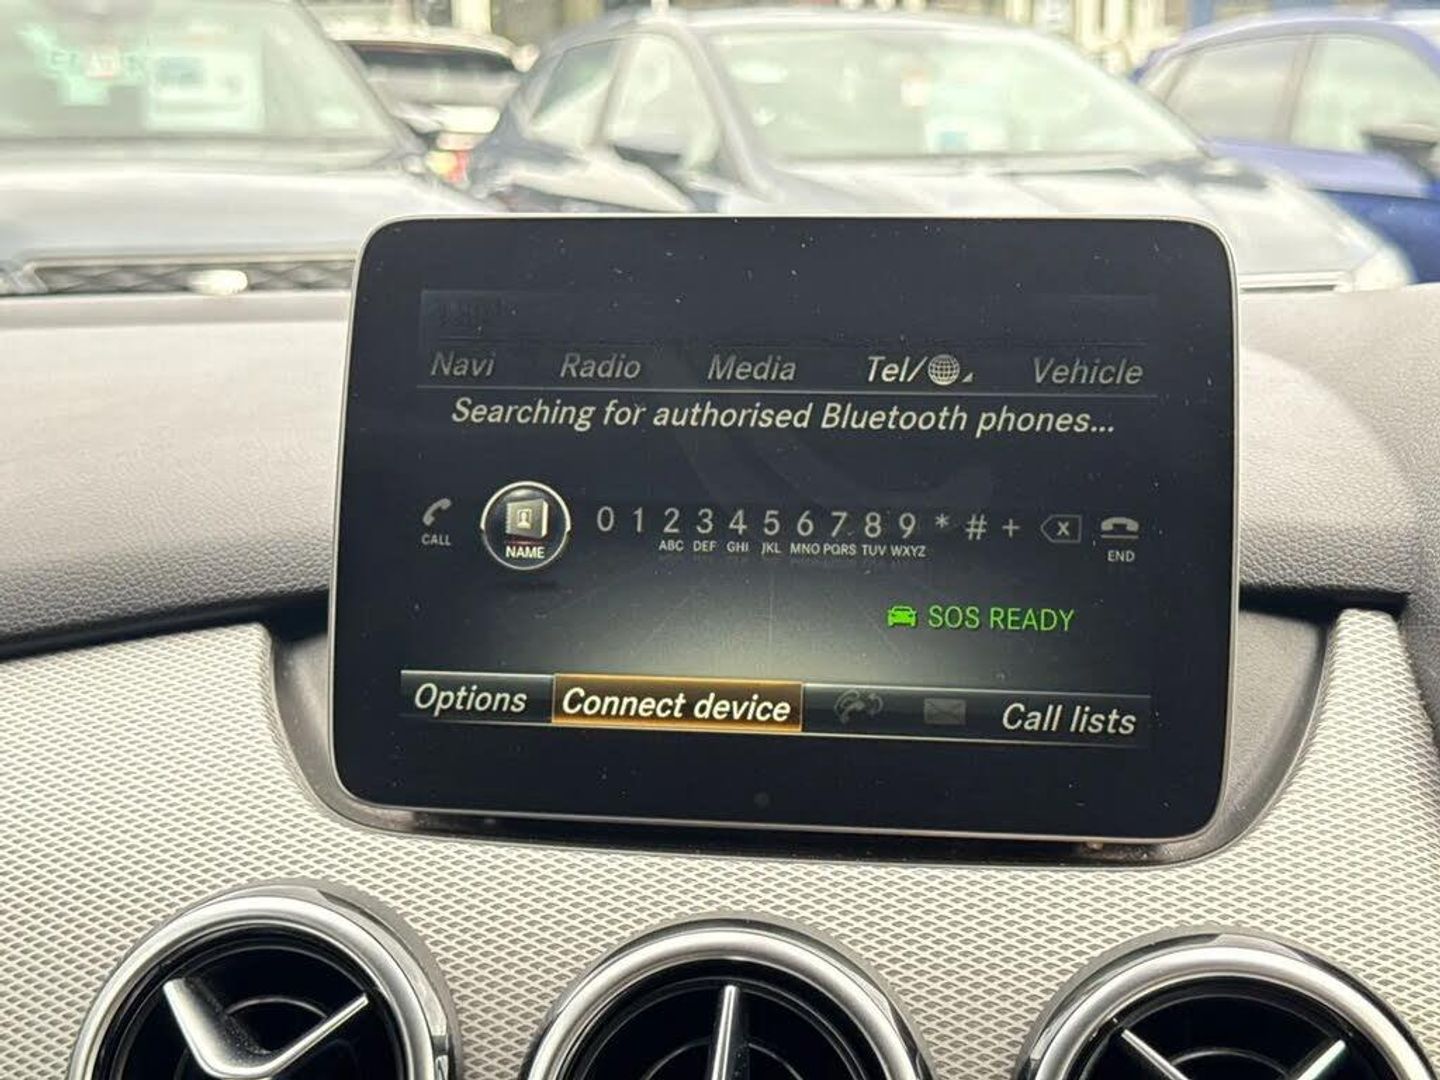 Navi Radio Media Tel/ Vehicle
Searching for authorised Bluetooth phones...
CALL NAME 0 1 2 3 4 5 6 7 8 9 * # + X END
ABC DEF GHI JKL MNO PQRS TUV WXYZ
SOS READY
Options Connect device Call lists